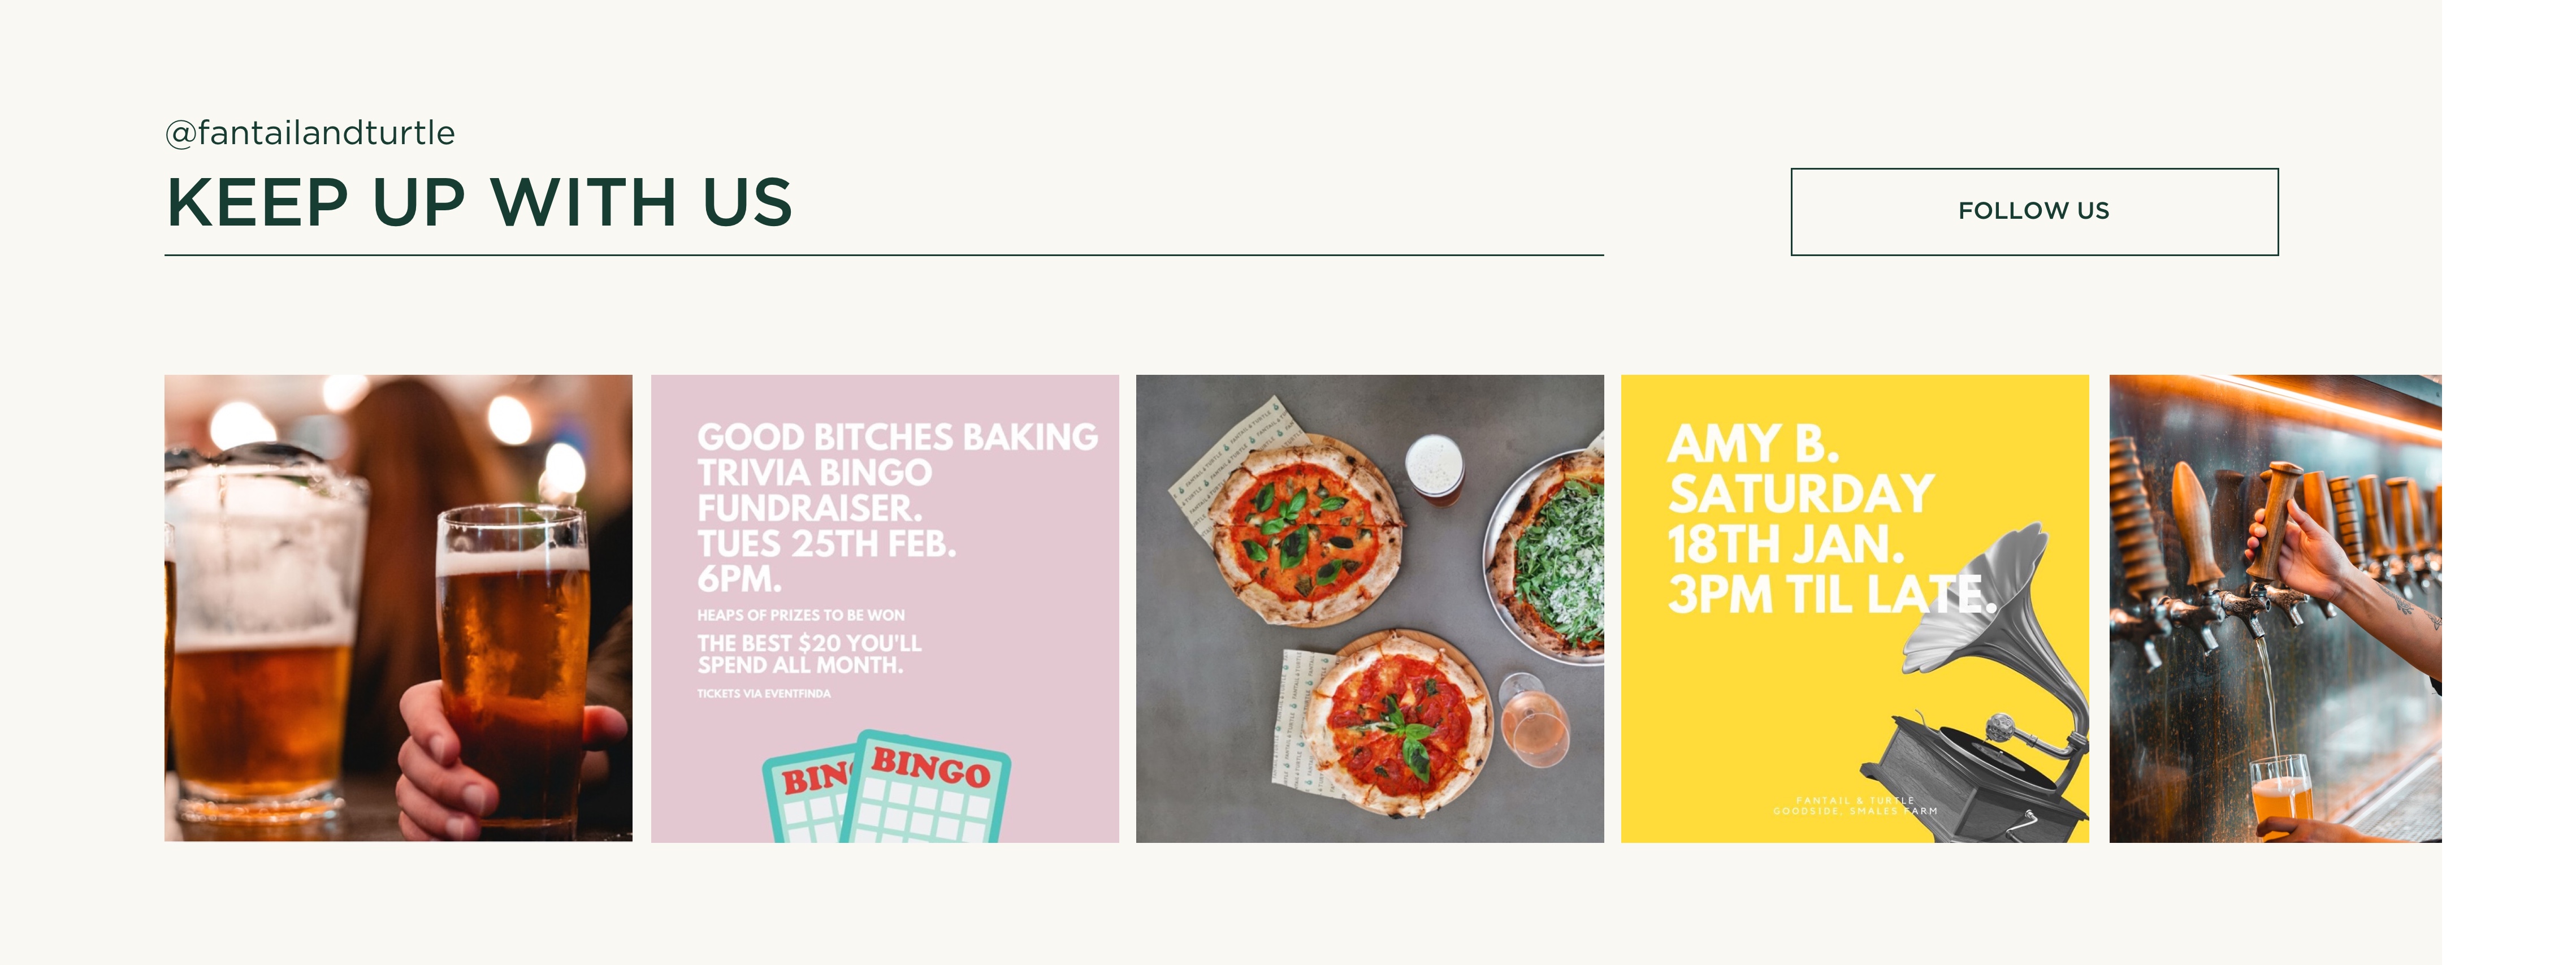 @fantailandturtle
KEEP UP WITH US
FOLLOW US
GOOD BITCHES BAKING
TRIVIA BINGO
FUNDRAISER.
TUES 25TH FEB.
6PM.
HEAPS OF PRIZES TO BE WON
THE BEST $20 YOU'LL
SPEND ALL MONTH.
TICKETS VIA EVENTFINDA
BINGO
AMY B.
SATURDAY
18TH JAN.
3PM TIL LATE.
FANTAIL & TURTLE
GOODSIDE, SMALES FARM